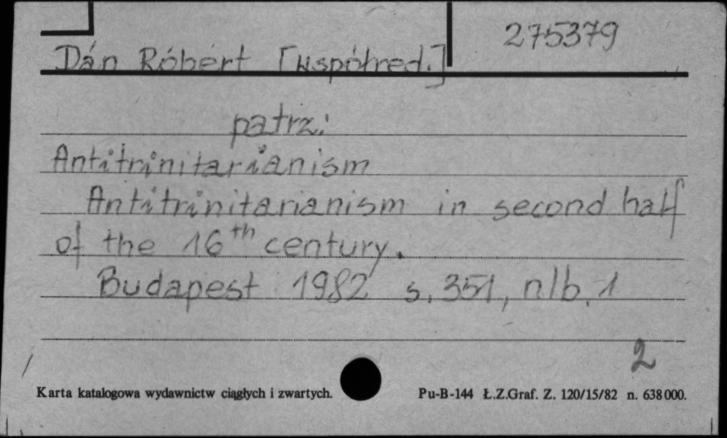 275379
Dán Róbert [współred.]
patrz:
Antitrinitarianism
Antitrinitarianism in second half
of the 16th century.
Budapest 1982 s. 351, nlb. 1
2
Karta katalogowa wydawnictw ciągłych i zwartych. Pu-B-144 Ł.Z.Graf. Z. 120/15/82 n. 638 000.